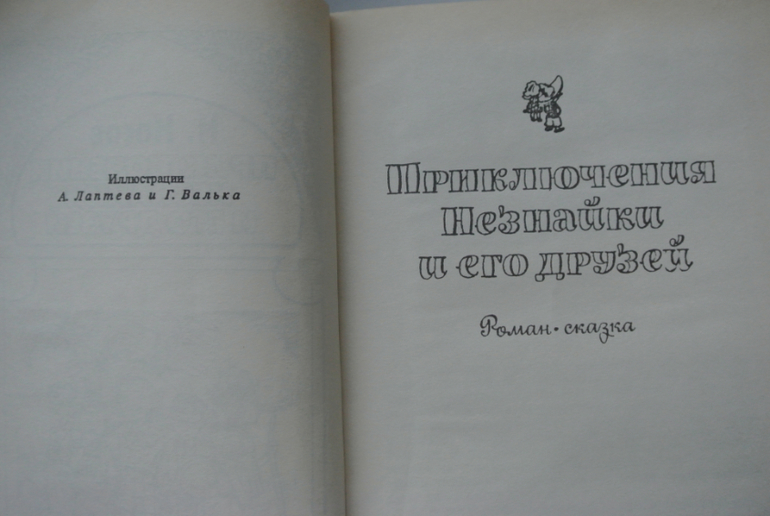 Иллюстрации
А. Лаптева и Г. Валька
Приключения
Незнайки
и его друзей
Роман-сказка